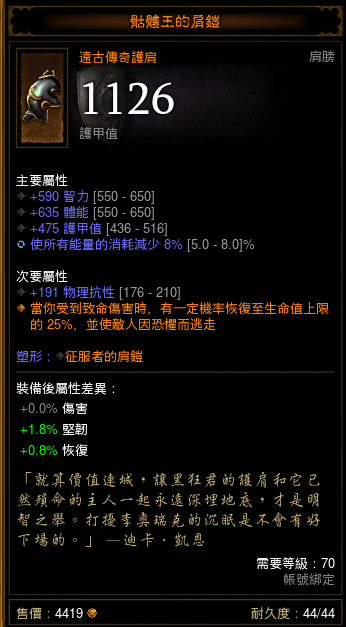 骷髏王的肩鎧
遠古傳奇護肩
肩膀
1126
護甲值
主要屬性
+590 智力 [550 - 650]
+635 體能 [550 - 650]
+475 護甲值 [436 - 516]
使所有能量的消耗減少 8% [5.0 - 8.0]%
次要屬性
+191 物理抗性 [176 - 210]
當你受到致命傷害時，有一定機率恢復至生命值上限
的 25%，並使敵人因恐懼而逃走
塑形：征服者的肩鎧
裝備後屬性差異：
+0.0% 傷害
+1.8% 堅韌
+0.8% 恢復
「就算價值連城，讓黑荏君的護肩和它已
然殞命的主人一起永遠深埋地底，才是明
智之舉。打擾李奧瑞克的沉眠是不會有好
下場的。」 —迪卡·凱恩
需要等級：70
帳號綁定
售價：4419
耐久度：44/44